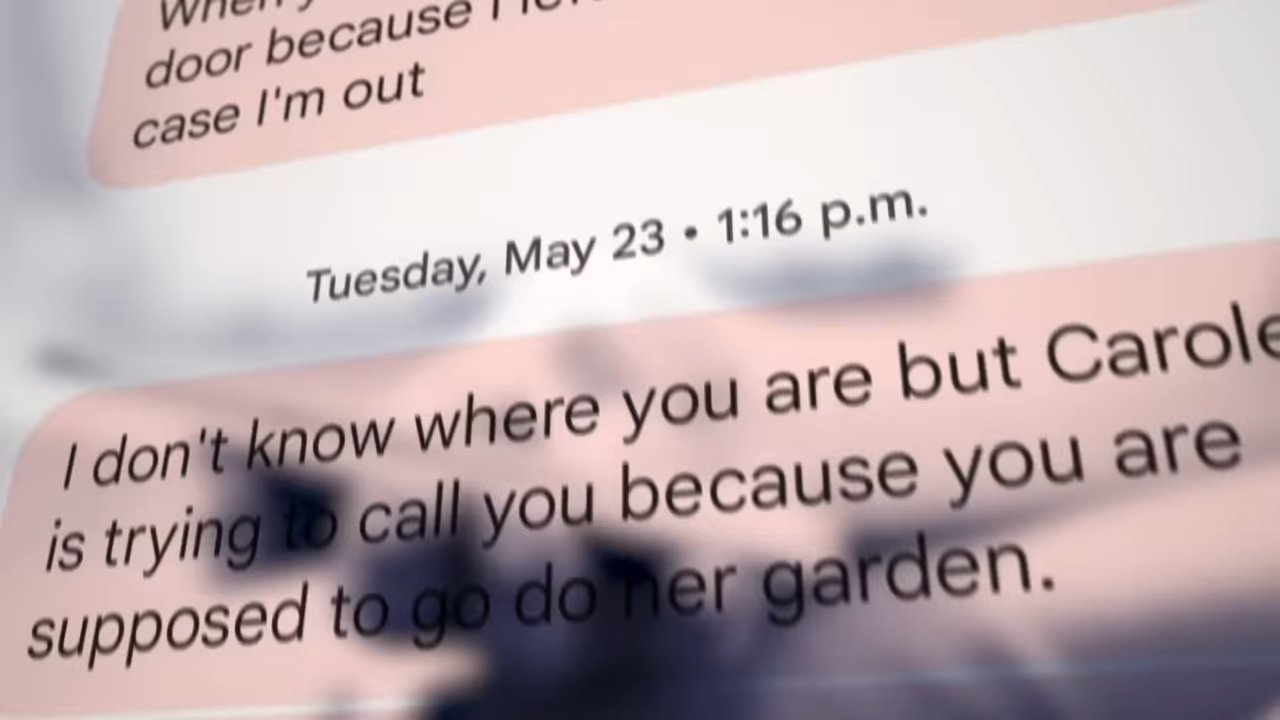 door because I
case I'm out
Tuesday, May 23 • 1:16 p.m.
I don't know where you are but Carole
is trying to call you because you are
supposed to go do her garden.